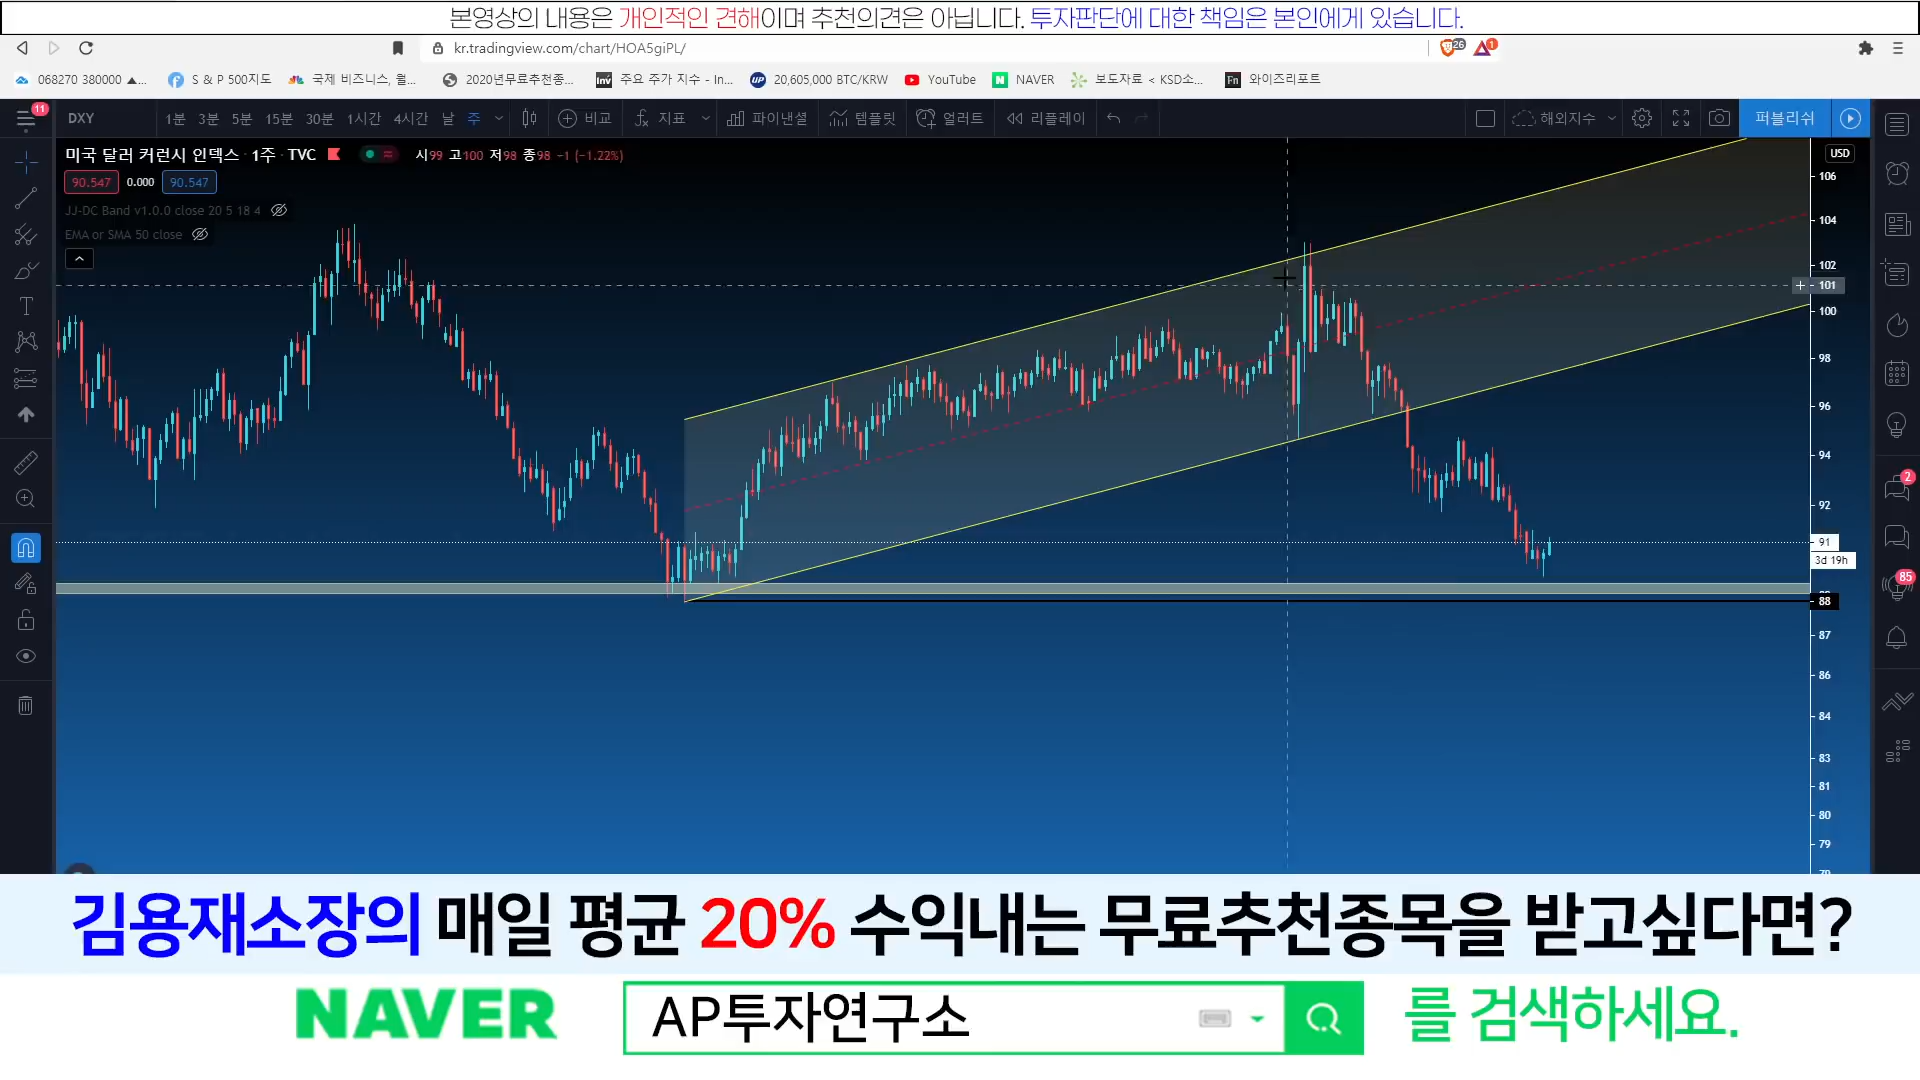 본영상의 내용은 개인적인 견해이며 추천의견은 아닙니다. 투자판단에 대한 책임은 본인에게 있습니다.
kr.tradingview.com/chart/HOA5giPL/
26
1
068270 380000 ▲...
S & P 500지도
국제 비즈니스, 월...
2020년무료추천종...
Inv 주요 주가 지수 - In...
UP 20,605,000 BTC/KRW
YouTube
N NAVER
보도자료 < KSD소...
Fn 와이즈리포트
11
DXY 1분 3분 5분 15분 30분 1시간 4시간 날 주 비교 지표 파이낸셜 템플릿 얼러트 리플레이 해외지수 퍼블리쉬
미국 달러 커런시 인덱스 · 1주 · TVC 시99 고100 저98 종98 −1 (−1.22%)
USD
90.547 0.000 90.547
JJ-DC Band v1.0.0 close 20 5 18 4
EMA or SMA 50 close
106
104
102
101
100
98
96
94
92
91
3d 19h
88
87
86
84
83
81
80
79
2
85
김용재소장의 매일 평균 20% 수익내는 무료추천종목을 받고싶다면?
NAVER AP투자연구소 를 검색하세요.